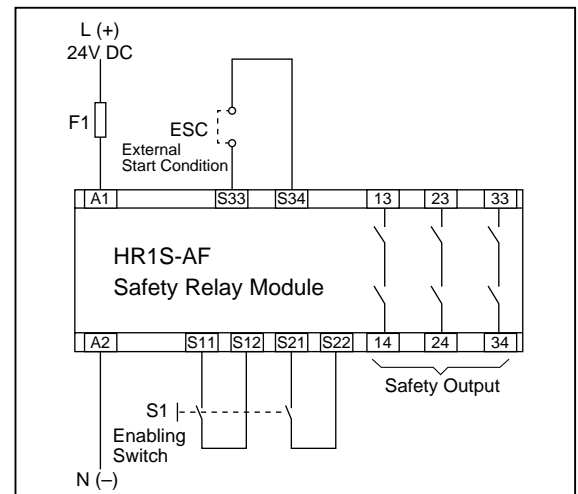 L (+)
24V DC
F1
ESC
External
Start Condition
A1 S33 S34 13 23 33
HR1S-AF
Safety Relay Module
A2 S11 S12 S21 S22 14 24 34
Safety Output
S1
Enabling
Switch
N (–)